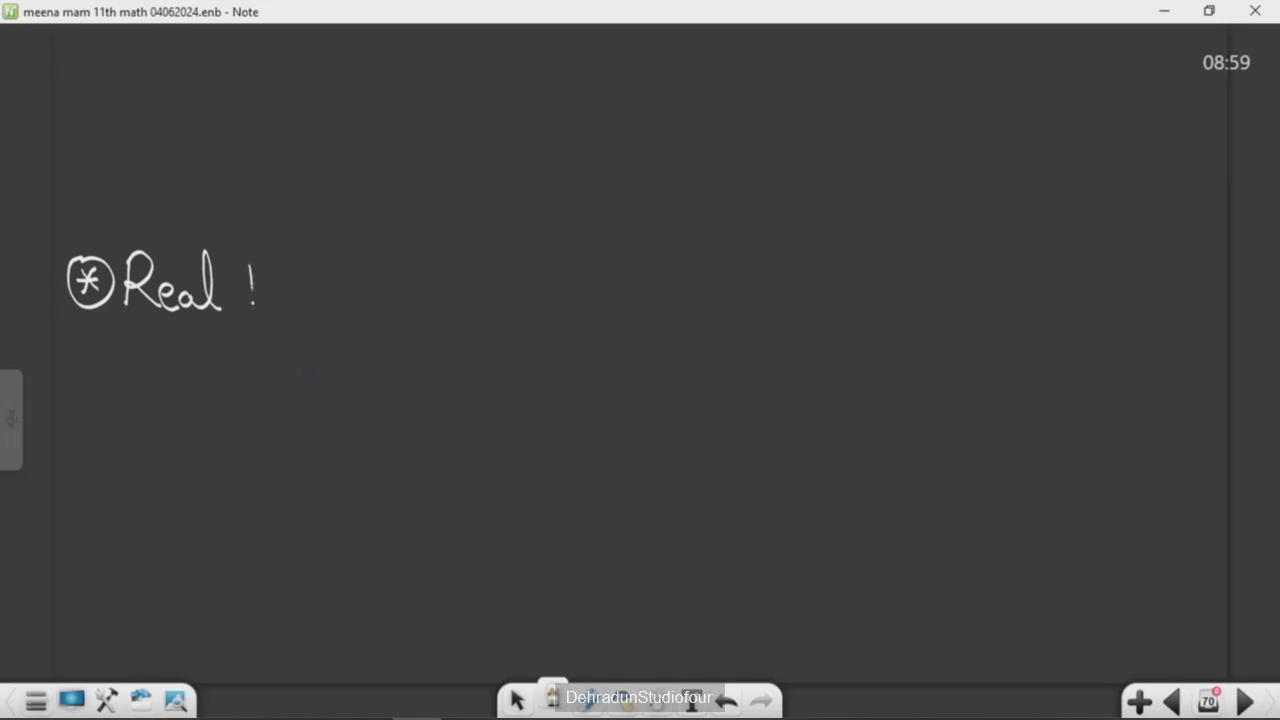 meena mam 11th math 04062024.enb - Note
08:59
* Real !
DehradunStudiofour
70